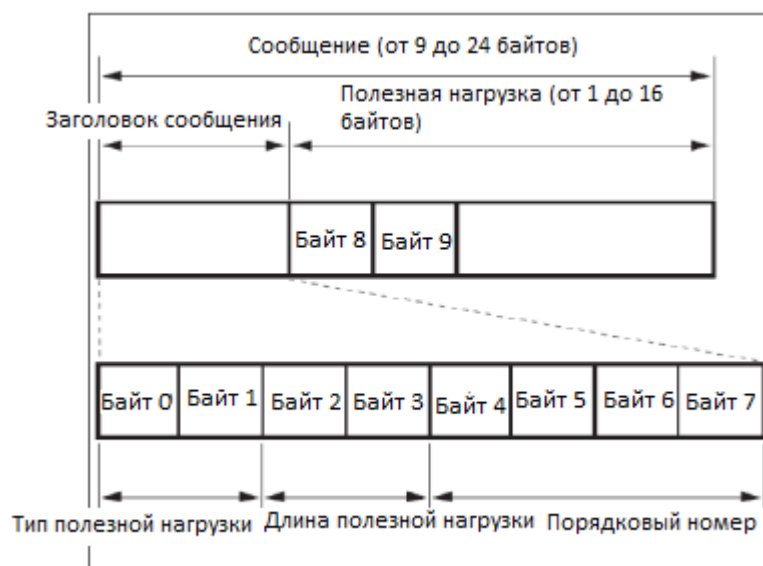 Сообщение (от 9 до 24 байтов)
Полезная нагрузка (от 1 до 16
байтов)
Заголовок сообщения
Байт 8 Байт 9
Байт 0 Байт 1 Байт 2 Байт 3 Байт 4 Байт 5 Байт 6 Байт 7
Тип полезной нагрузки Длина полезной нагрузки Порядковый номер